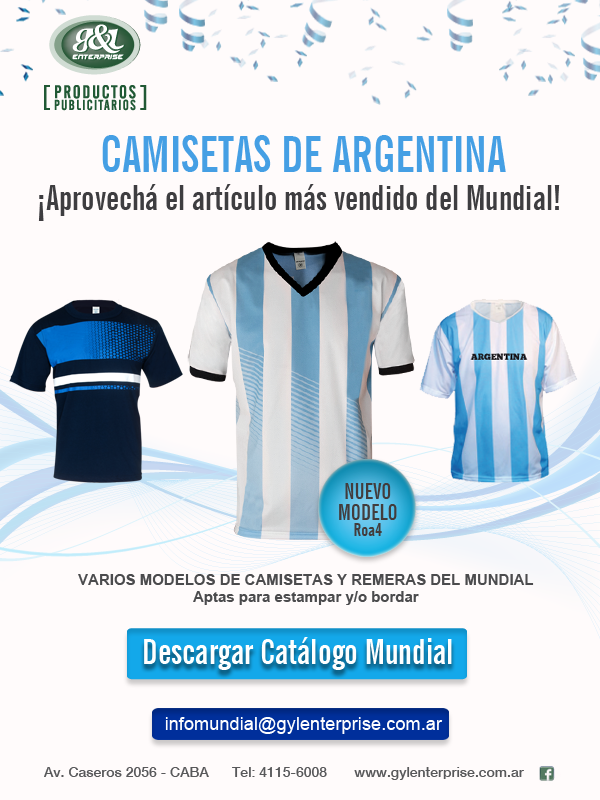 g&l
ENTERPRISE
[PRODUCTOS
PUBLICITARIOS]
CAMISETAS DE ARGENTINA
¡Aprovechá el artículo más vendido del Mundial!
ARGENTINA
NUEVO
MODELO
Roa4
VARIOS MODELOS DE CAMISETAS Y REMERAS DEL MUNDIAL
Aptas para estampar y/o bordar
Descargar Catálogo Mundial
infomundial@gylenterprise.com.ar
Av. Caseros 2056 - CABA Tel: 4115-6008 www.gylenterprise.com.ar f